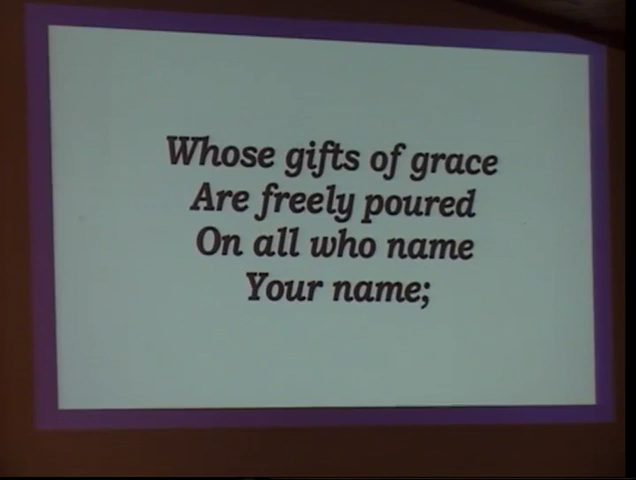 Whose gifts of grace
Are freely poured
On all who name
Your name;